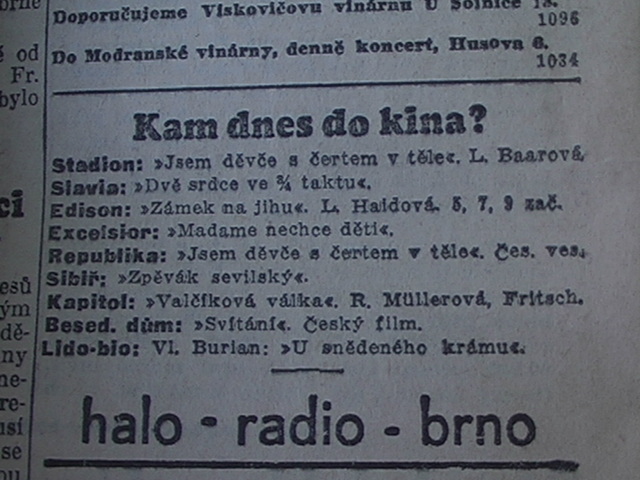 Doporučujeme Viskovičovu vinárnu U Solnice
1096
Do Modranské vinárny, denně koncert, Husova 6.
1034
Kam dnes do kina?
Stadion: »Jsem děvče s čertem v těle«. L. Baarová.
Slavia: »Dvě srdce ve ¾ taktu«.
Edison: »Zámek na jihu«. L. Haidová. 5, 7, 9 zač.
Excelsior: »Madame nechce děti«.
Republika: »Jsem děvče s čertem v těle«. Čes. ves.
Sibiř: »Zpěvák sevilský«.
Kapitol: »Valčíková válka«. R. Müllerová, Fritsch.
Besed. dům: »Svítání«. Český film.
Lido-bio: Vl. Burian: »U snědeného krámu«.
halo - radio - brno
od
Fr.
bylo